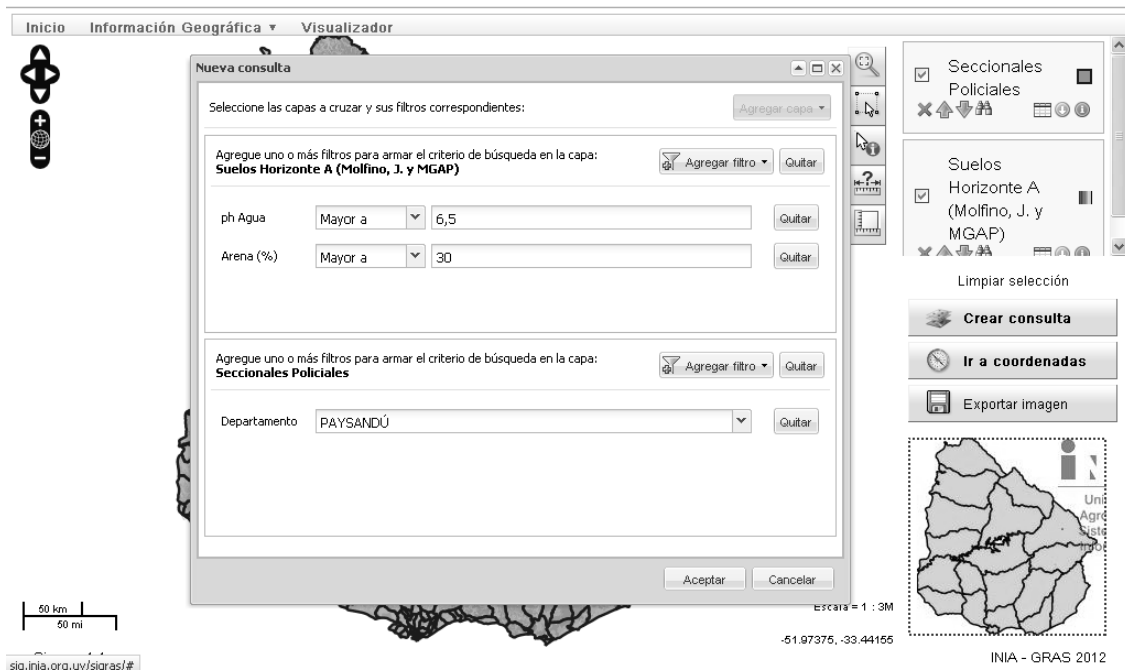 Inicio Información Geográfica Visualizador
Nueva consulta
Seleccione las capas a cruzar y sus filtros correspondientes:
Agregar capa
Agregue uno o más filtros para armar el criterio de búsqueda en la capa:
Suelos Horizonte A (Molfino, J. y MGAP)
Agregar filtro
Quitar
ph Agua Mayor a 6,5 Quitar
Arena (%) Mayor a 30 Quitar
Agregue uno o más filtros para armar el criterio de búsqueda en la capa:
Seccionales Policiales
Agregar filtro
Quitar
Departamento PAYSANDÚ Quitar
Aceptar Cancelar
Seccionales
Policiales
Suelos
Horizonte A
(Molfino, J. y
MGAP)
Limpiar selección
Crear consulta
Ir a coordenadas
Exportar imagen
Uni
Agro
Siste
50 km
50 mi
Escala = 1 : 3M
-51.97375, -33.44155
INIA - GRAS 2012
sig.inia.org.uy/sigras/#